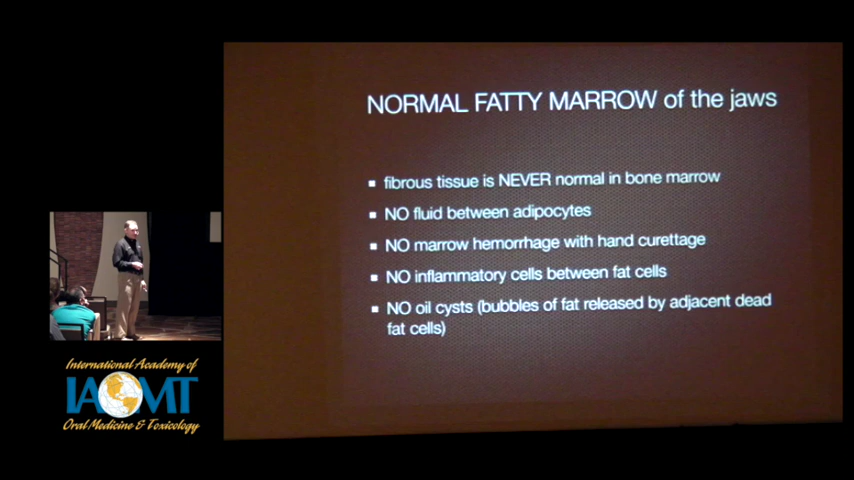 NORMAL FATTY MARROW of the jaws
fibrous tissue is NEVER normal in bone marrow
NO fluid between adipocytes
NO marrow hemorrhage with hand curettage
NO inflammatory cells between fat cells
NO oil cysts (bubbles of fat released by adjacent dead
fat cells)
International Academy of
IAOMT
Oral Medicine & Toxicology